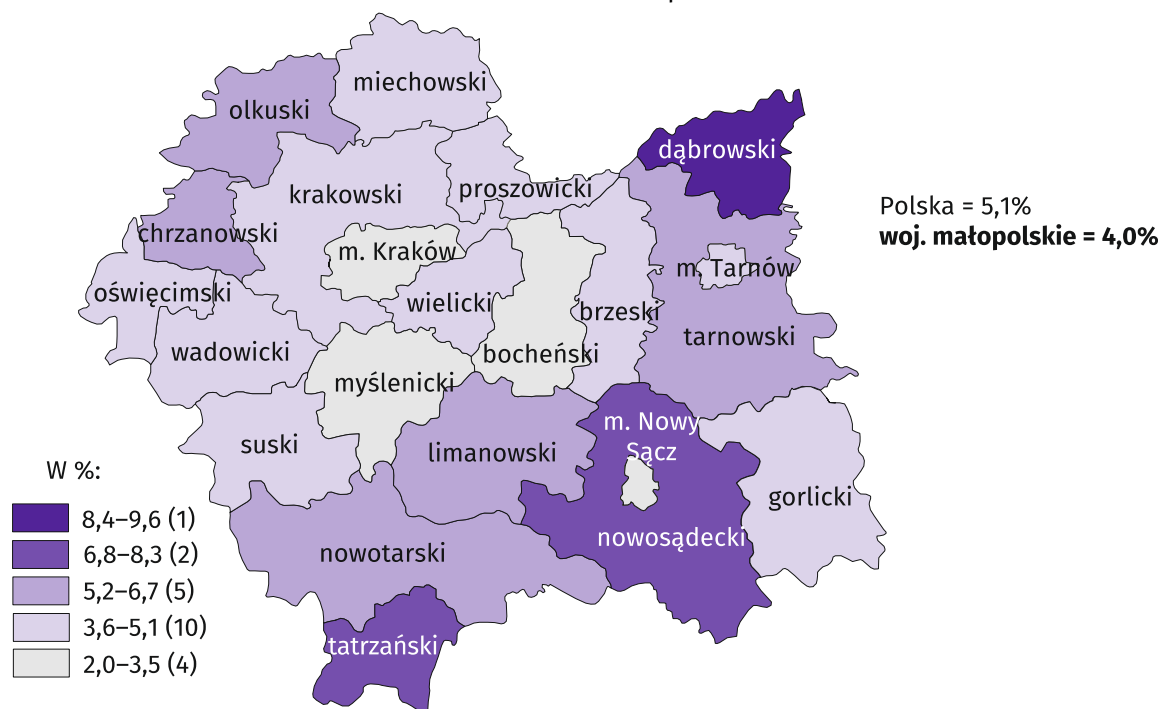 miechowski
olkuski
dąbrowski
krakowski
proszowicki
Polska = 5,1%
woj. małopolskie = 4,0%
chrzanowski
m. Kraków
m. Tarnów
oświęcimski
wielicki
brzeski
tarnowski
wadowicki
bocheński
myślenicki
m. Nowy
Sącz
suski
limanowski
W %:
gorlicki
8,4–9,6 (1)
nowosądecki
6,8–8,3 (2)
nowotarski
5,2–6,7 (5)
3,6–5,1 (10)
tatrzański
2,0–3,5 (4)